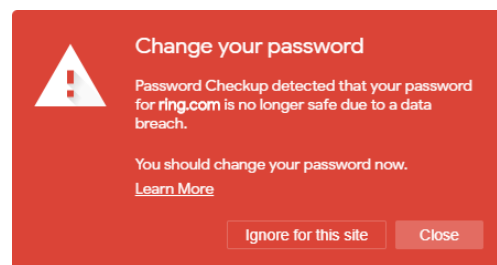 Change your password
Password Checkup detected that your password
for ring.com is no longer safe due to a data
breach.
You should change your password now.
Learn More
Ignore for this site
Close